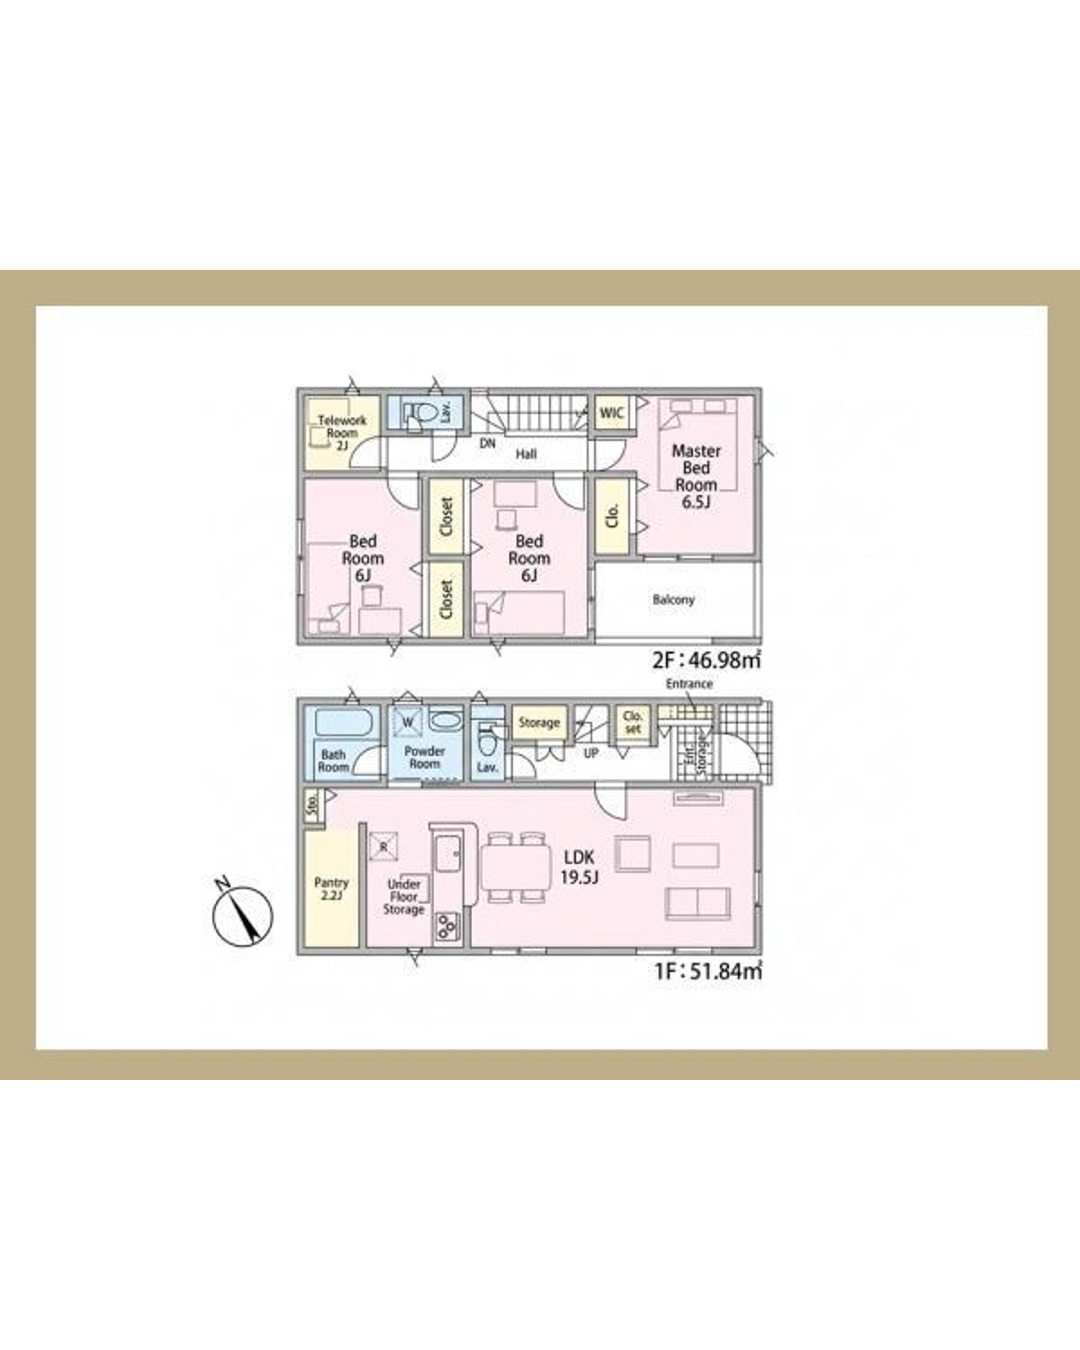 Telework
Room
2J
Lav.
DN
Hall
WIC
Master
Bed
Room
6.5J
Bed
Room
6J
Closet
Closet
Bed
Room
6J
Clo.
Balcony
2F:46.98㎡
Entrance
Bath
Room
W
Powder
Room
Lav.
Storage
UP
Clo.
set
Ent.
Storage
Sto.
Pantry
2.2J
R
Under
Floor
Storage
LDK
19.5J
N
1F:51.84㎡